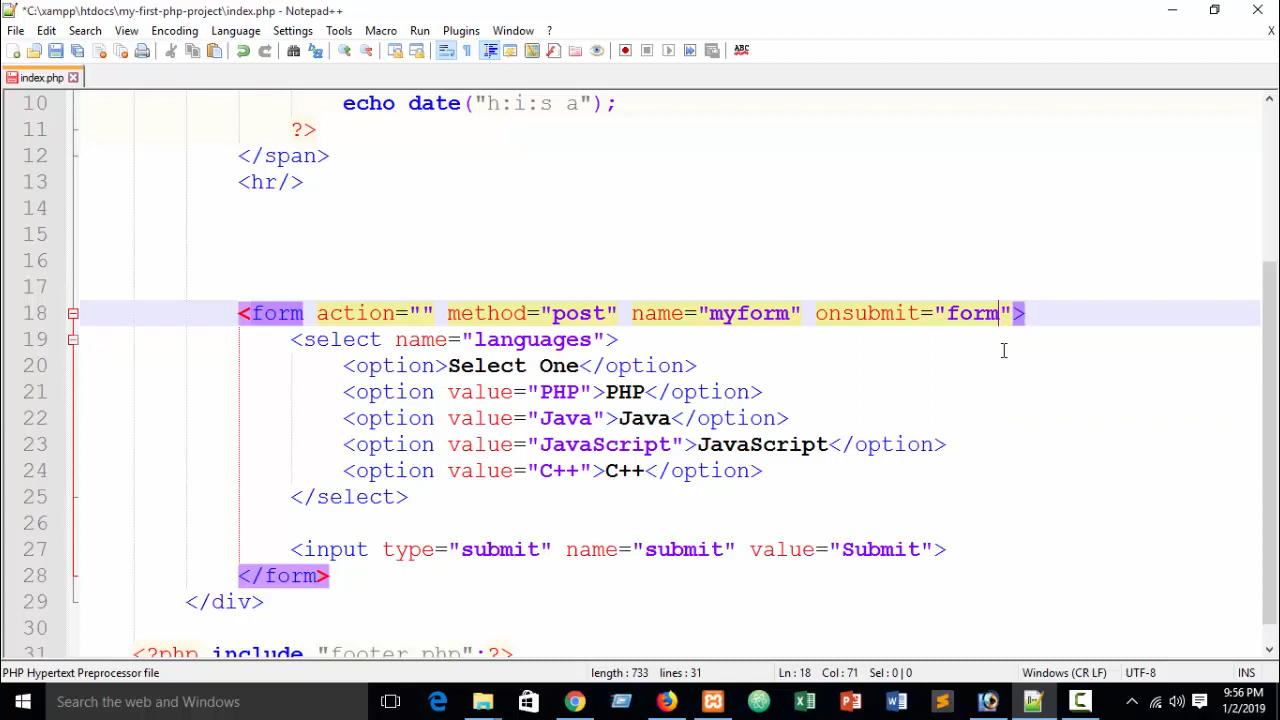 *C:\xampp\htdocs\my-first-php-project\index.php - Notepad++
File Edit Search View Encoding Language Settings Tools Macro Run Plugins Window ? X
ABC
index.php
10 echo date("h:i:s a");
11 ?>
12 </span>
13 <hr/>
14
15
16
17
18 <form action="" method="post" name="myform" onsubmit="form">
19 <select name="languages">
20 <option>Select One</option>
21 <option value="PHP">PHP</option>
22 <option value="Java">Java</option>
23 <option value="JavaScript">JavaScript</option>
24 <option value="C++">C++</option>
25 </select>
26
27 <input type="submit" name="submit" value="Submit">
28 </form>
29 </div>
30
31 <?php include "footer.php";?>
PHP Hypertext Preprocessor file length : 733 lines : 31 Ln : 18 Col : 71 Sel : 0 | 0 Windows (CR LF) UTF-8 INS
Search the web and Windows 9:56 PM
1/2/2019